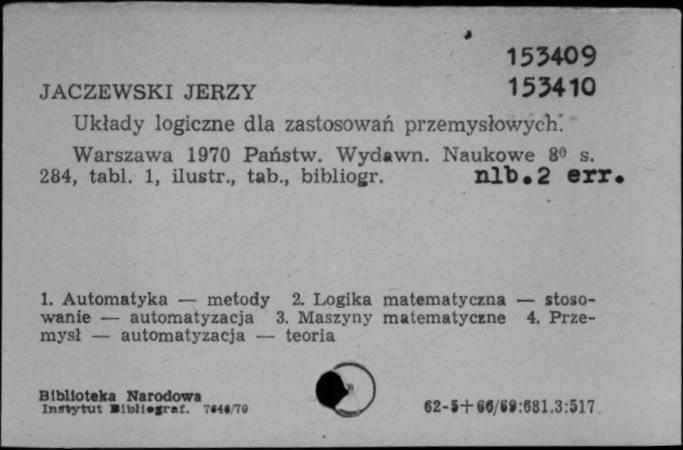 153409
JACZEWSKI JERZY 153410
Układy logiczne dla zastosowań przemysłowych.
Warszawa 1970 Państw. Wydawn. Naukowe 8⁰ s.
284, tabl. 1, ilustr., tab., bibliogr. nlb.2 err.
1. Automatyka — metody 2. Logika matematyczna — stoso-
wanie — automatyzacja 3. Maszyny matematyczne 4. Prze-
mysł — automatyzacja — teoria
Biblioteka Narodowa
Instytut Bibliograf. /70 62-5+66/69:681.3:517